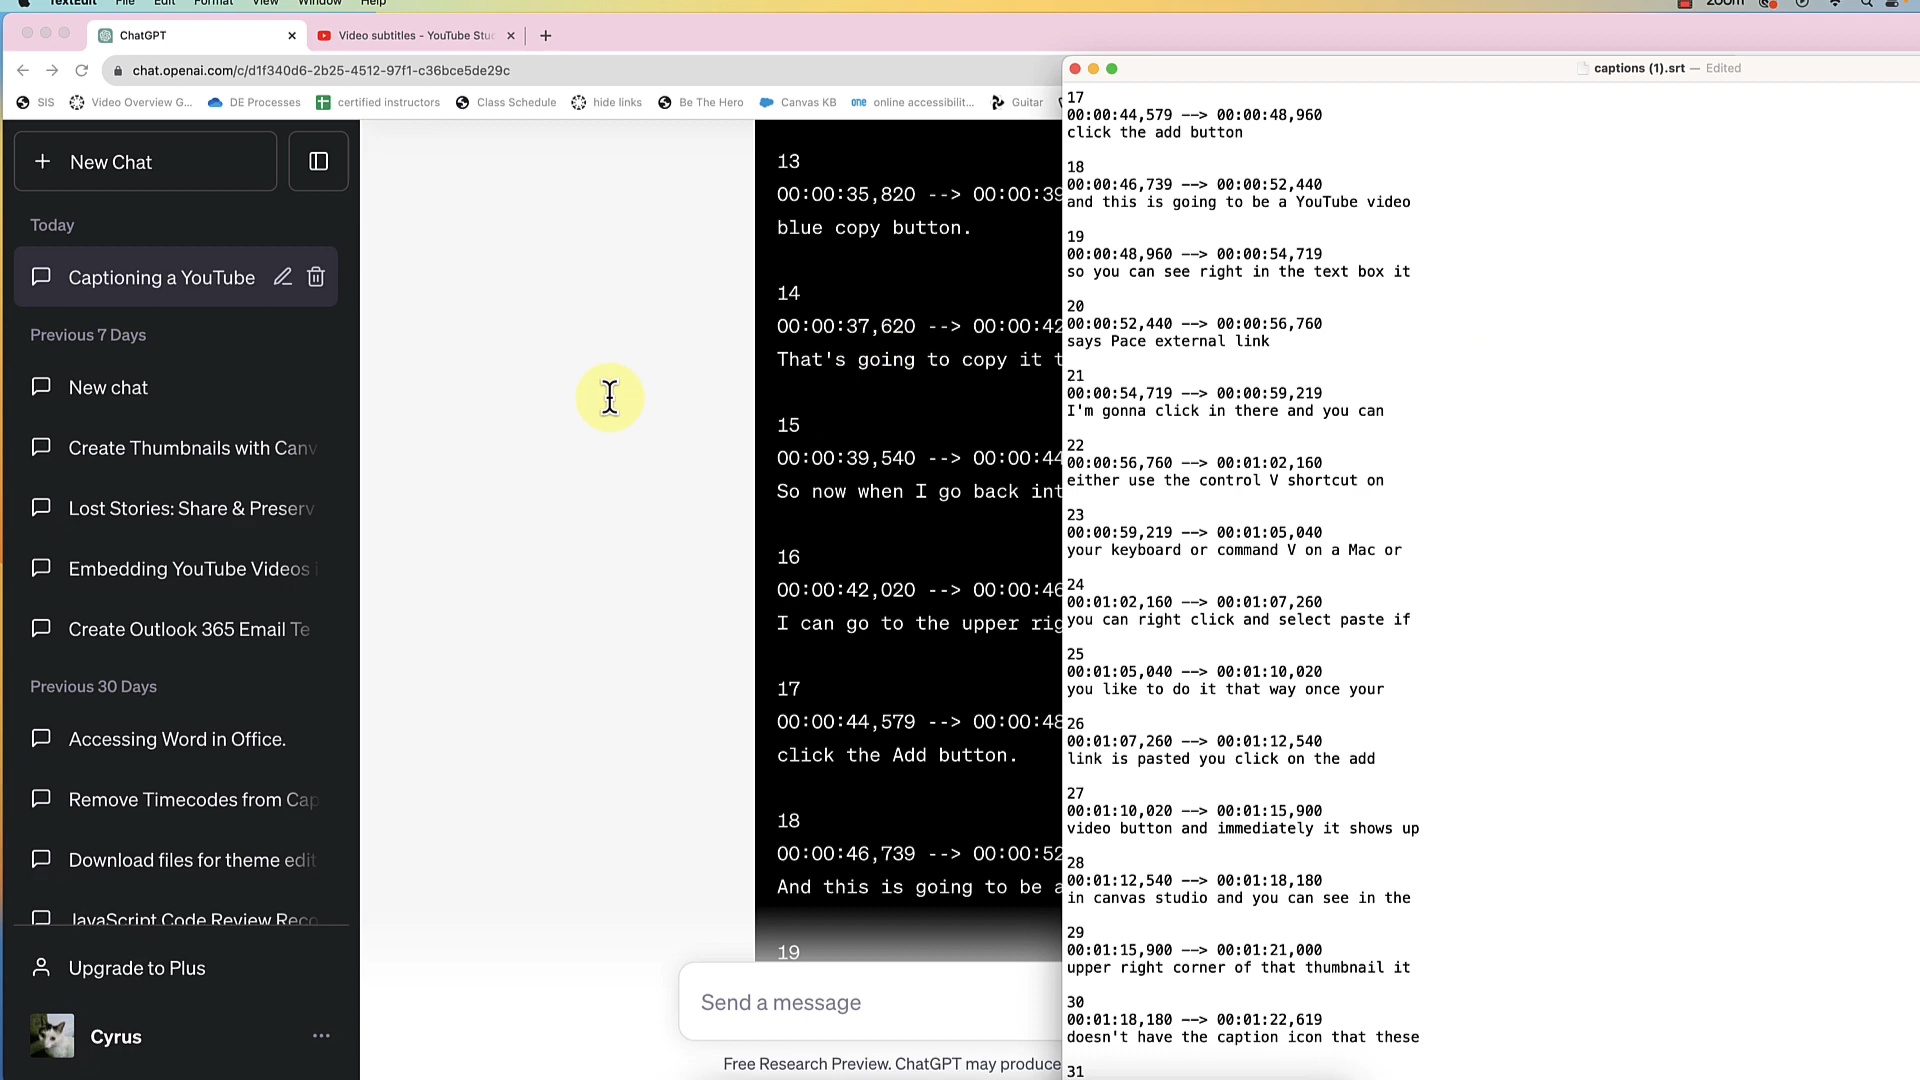 TextEdit File Edit Format View Window Help
zoom
ChatGPT
Video subtitles - YouTube Stu
chat.openai.com/c/d1f340d6-2b25-4512-97f1-c36bce5de29c
SIS Video Overview G... DE Processes certified instructors Class Schedule hide links Be The Hero Canvas KB one online accessibilit... Guitar
New Chat
Today
Captioning a YouTube
Previous 7 Days
New chat
Create Thumbnails with Canv
Lost Stories: Share & Preserv
Embedding YouTube Videos i
Create Outlook 365 Email Te
Previous 30 Days
Accessing Word in Office.
Remove Timecodes from Cap
Download files for theme edit
JavaScript Code Review Reco
Upgrade to Plus
Cyrus
13
00:00:35,820 --> 00:00:39
blue copy button.
14
00:00:37,620 --> 00:00:42
That's going to copy it t
15
00:00:39,540 --> 00:00:44
So now when I go back int
16
00:00:42,020 --> 00:00:46
I can go to the upper rig
17
00:00:44,579 --> 00:00:48
click the Add button.
18
00:00:46,739 --> 00:00:52
And this is going to be a
19
Send a message
Free Research Preview. ChatGPT may produce
captions (1).srt — Edited
17
00:00:44,579 --> 00:00:48,960
click the add button
18
00:00:46,739 --> 00:00:52,440
and this is going to be a YouTube video
19
00:00:48,960 --> 00:00:54,719
so you can see right in the text box it
20
00:00:52,440 --> 00:00:56,760
says Pace external link
21
00:00:54,719 --> 00:00:59,219
I'm gonna click in there and you can
22
00:00:56,760 --> 00:01:02,160
either use the control V shortcut on
23
00:00:59,219 --> 00:01:05,040
your keyboard or command V on a Mac or
24
00:01:02,160 --> 00:01:07,260
you can right click and select paste if
25
00:01:05,040 --> 00:01:10,020
you like to do it that way once your
26
00:01:07,260 --> 00:01:12,540
link is pasted you click on the add
27
00:01:10,020 --> 00:01:15,900
video button and immediately it shows up
28
00:01:12,540 --> 00:01:18,180
in canvas studio and you can see in the
29
00:01:15,900 --> 00:01:21,000
upper right corner of that thumbnail it
30
00:01:18,180 --> 00:01:22,619
doesn't have the caption icon that these
31